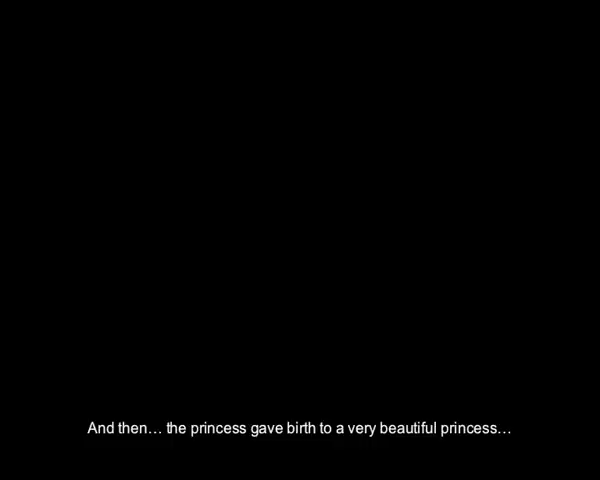 And then… the princess gave birth to a very beautiful princess…